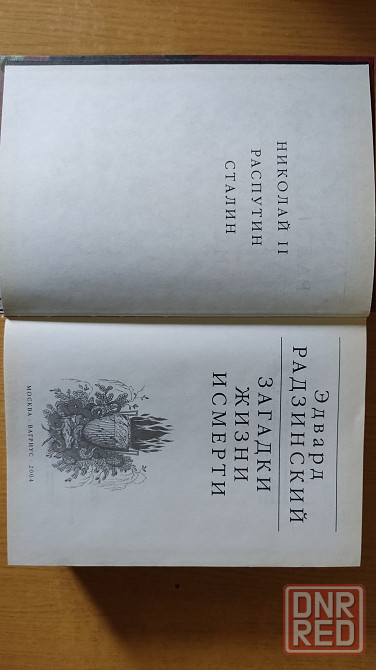 НИКОЛАЙ II
РАСПУТИН
СТАЛИН
Эдвард
РАДЗИНСКИЙ
ЗАГАДКИ
ЖИЗНИ
И СМЕРТИ
МОСКВА · ВАГРИУС · 2004
DNR
RED